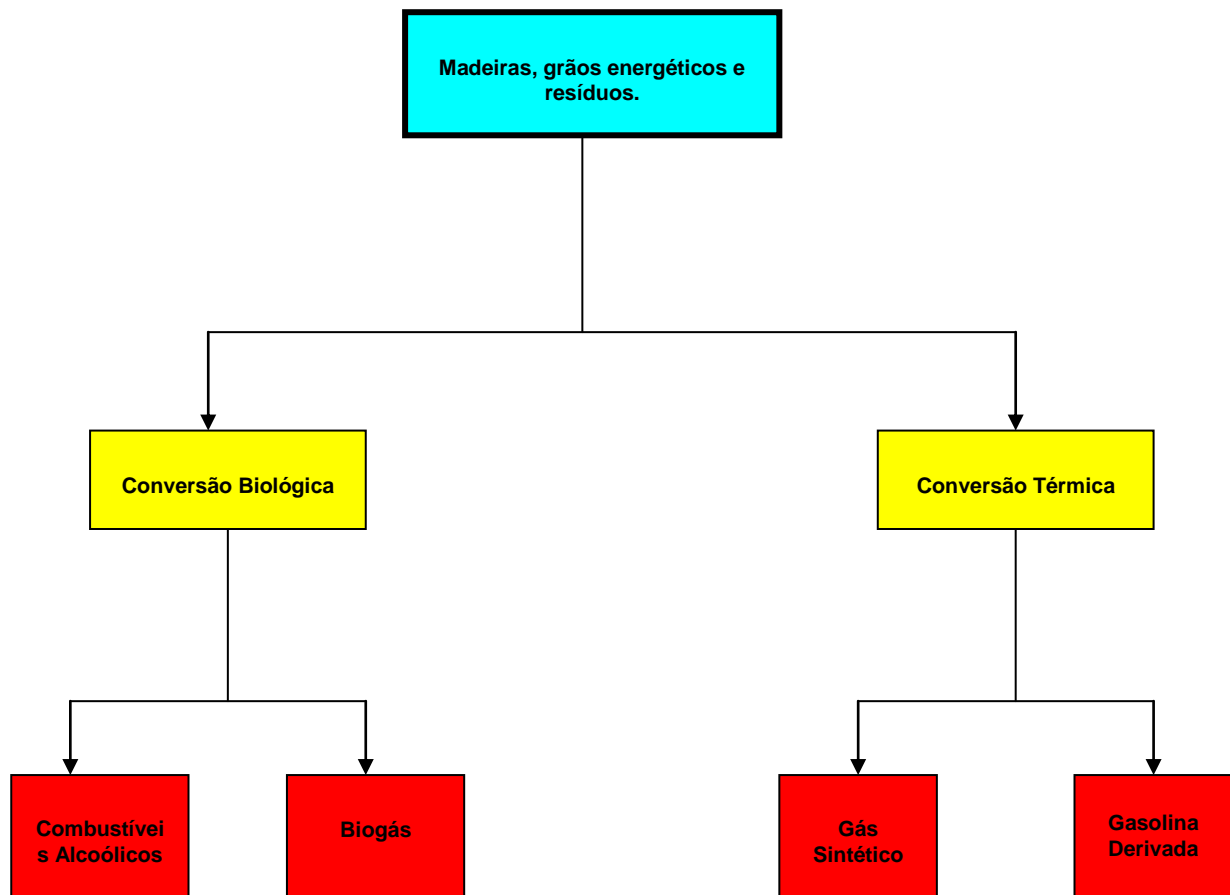 Madeiras, grãos energéticos e
resíduos.
Conversão Biológica
Conversão Térmica
Combustívei
s Alcoólicos
Biogás
Gás
Sintético
Gasolina
Derivada